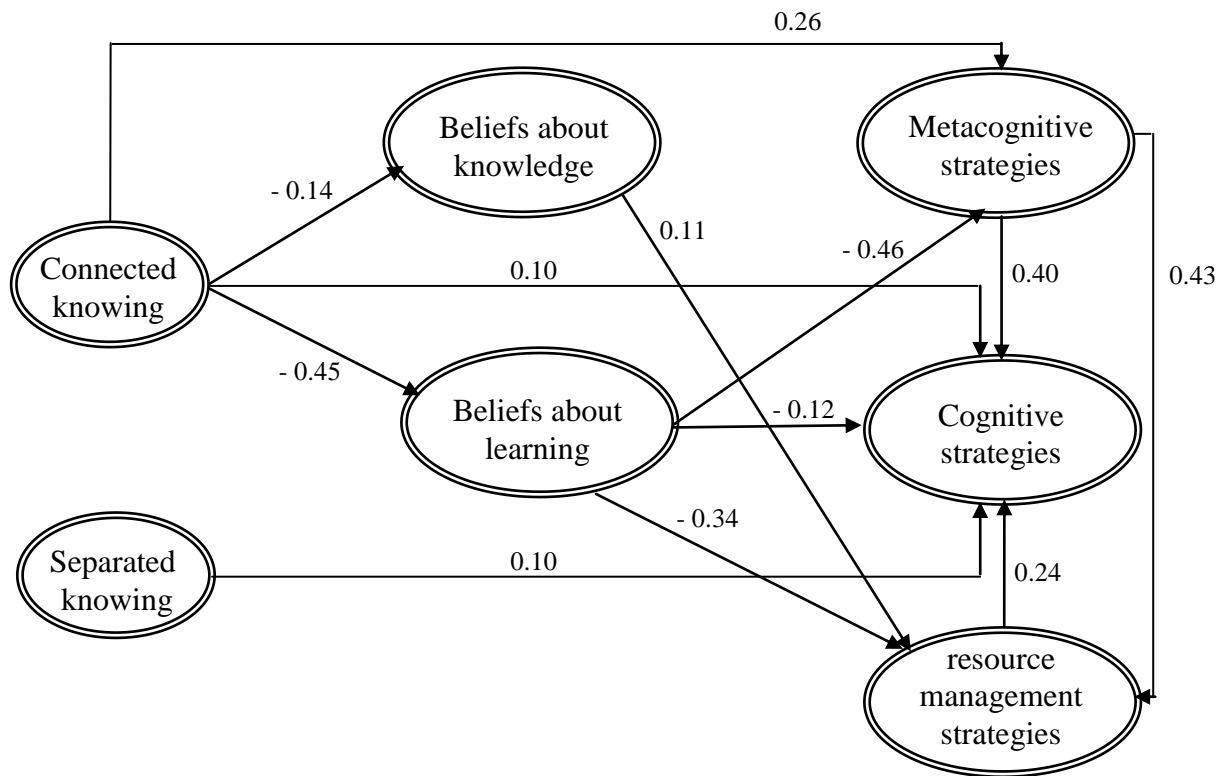 0.26
Beliefs about
knowledge
Metacognitive
strategies
- 0.14
0.11
- 0.46
Connected
knowing
0.10
0.40
0.43
- 0.45
Beliefs about
learning
- 0.12
Cognitive
strategies
- 0.34
Separated
knowing
0.10
0.24
resource
management
strategies